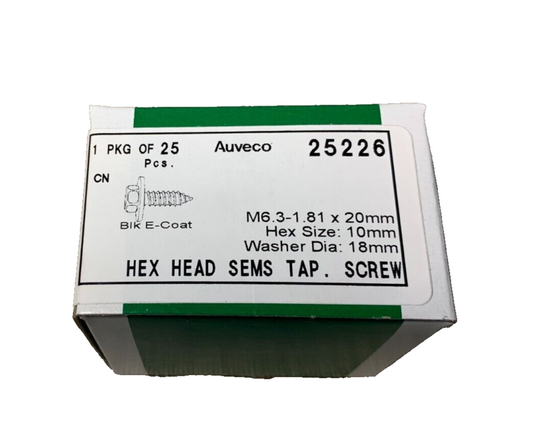 1 PKG OF 25 Auveco 25226
Pcs.
CN
Blk E-Coat
M6.3-1.81 x 20mm
Hex Size: 10mm
Washer Dia: 18mm
HEX HEAD SEMS TAP. SCREW